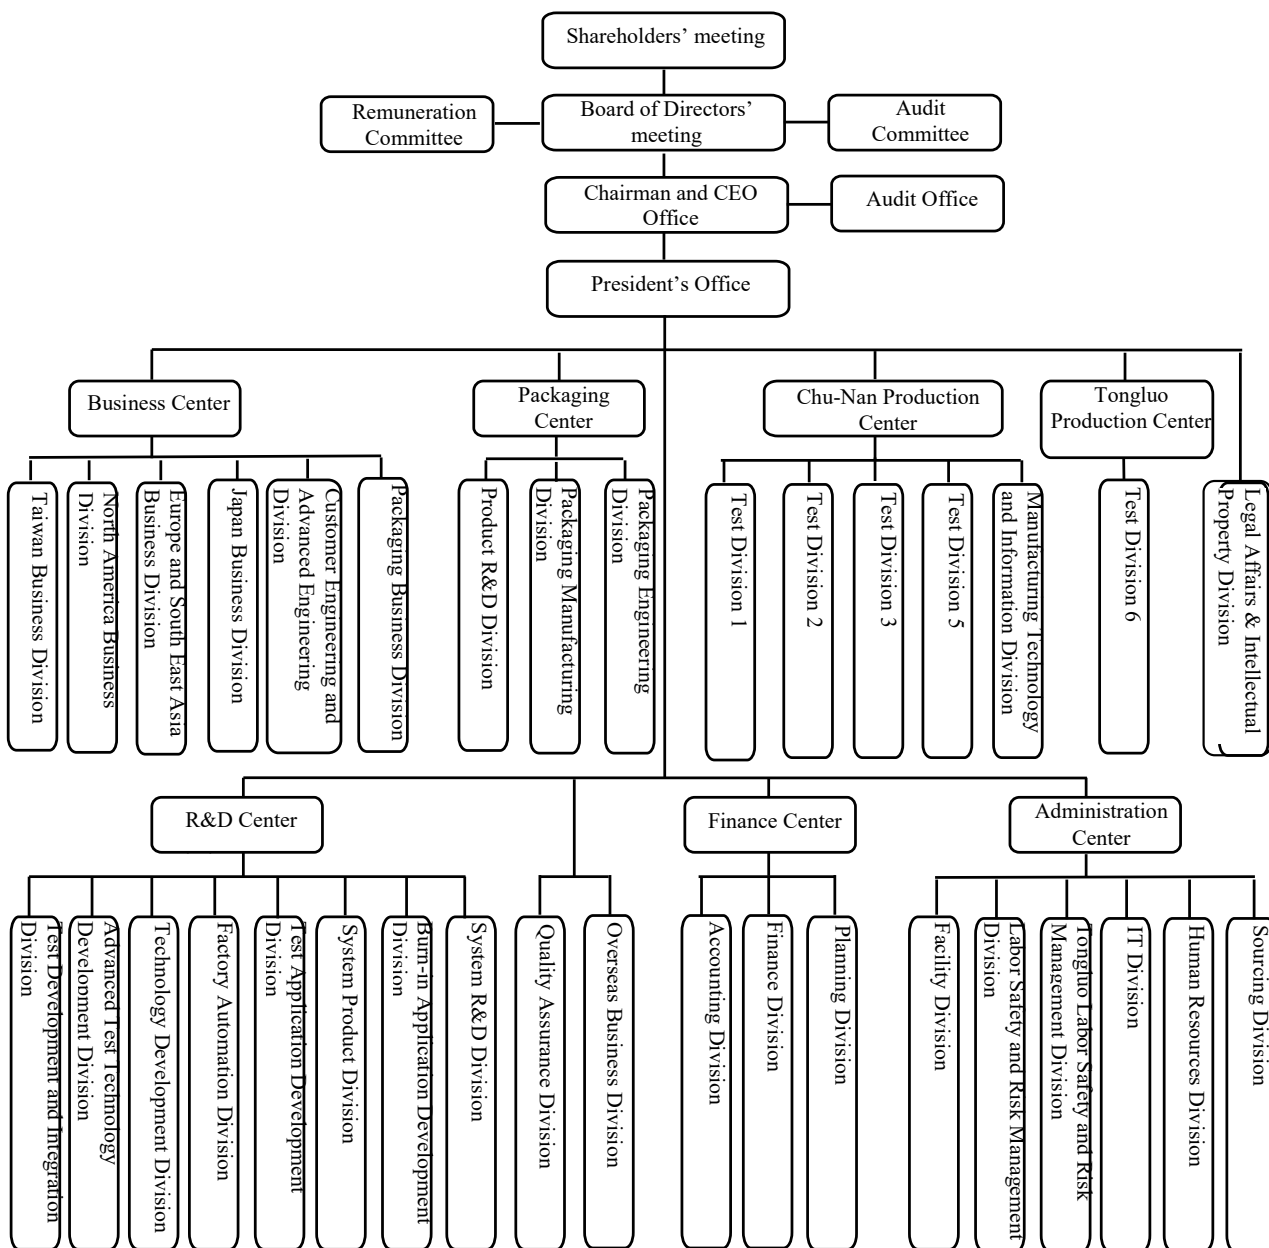 Shareholders' meeting
Remuneration
Committee
Board of Directors'
meeting
Audit
Committee
Chairman and CEO
Office
Audit Office
President's Office
Business Center
Packaging
Center
Chu-Nan Production
Center
Tongluo
Production Center
Taiwan Business Division
North America Business
Division
Europe and South East Asia
Business Division
Japan Business Division
Customer Engineering and
Advanced Engineering
Division
Packaging Business Division
Product R&D Division
Packaging Manufacturing
Division
Packaging Engineering
Division
Test Division 1
Test Division 2
Test Division 3
Test Division 5
Manufacturing Technology
and Information Division
Test Division 6
Legal Affairs & Intellectual
Property Division
R&D Center
Finance Center
Administration
Center
Test Development and Integration
Division
Advanced Test Technology
Development Division
Technology Development Division
Factory Automation Division
Test Application Development
Division
System Product Division
Burn-in Application Development
Division
System R&D Division
Quality Assurance Division
Overseas Business Division
Accounting Division
Finance Division
Planning Division
Facility Division
Labor Safety and Risk Management
Division
Tongluo Labor Safety and Risk
Management Division
IT Division
Human Resources Division
Sourcing Division